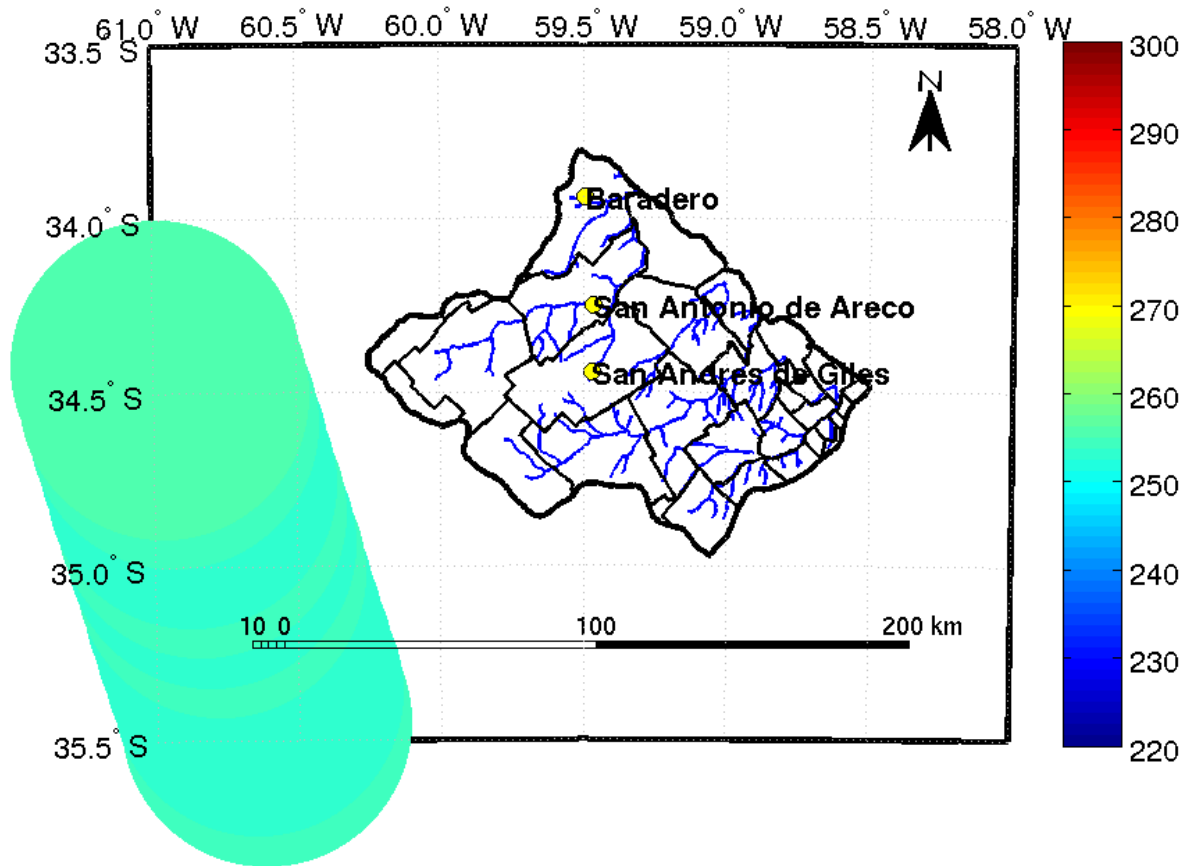 61.0° W 60.5° W 60.0° W 59.5° W 59.0° W 58.5° W 58.0° W
33.5 S
34.0° S
34.5° S
35.0° S
35.5° S
N
Baradero
San Antonio de Areco
San Andres de Giles
10 0 100 200 km
300
290
280
270
260
250
240
230
220